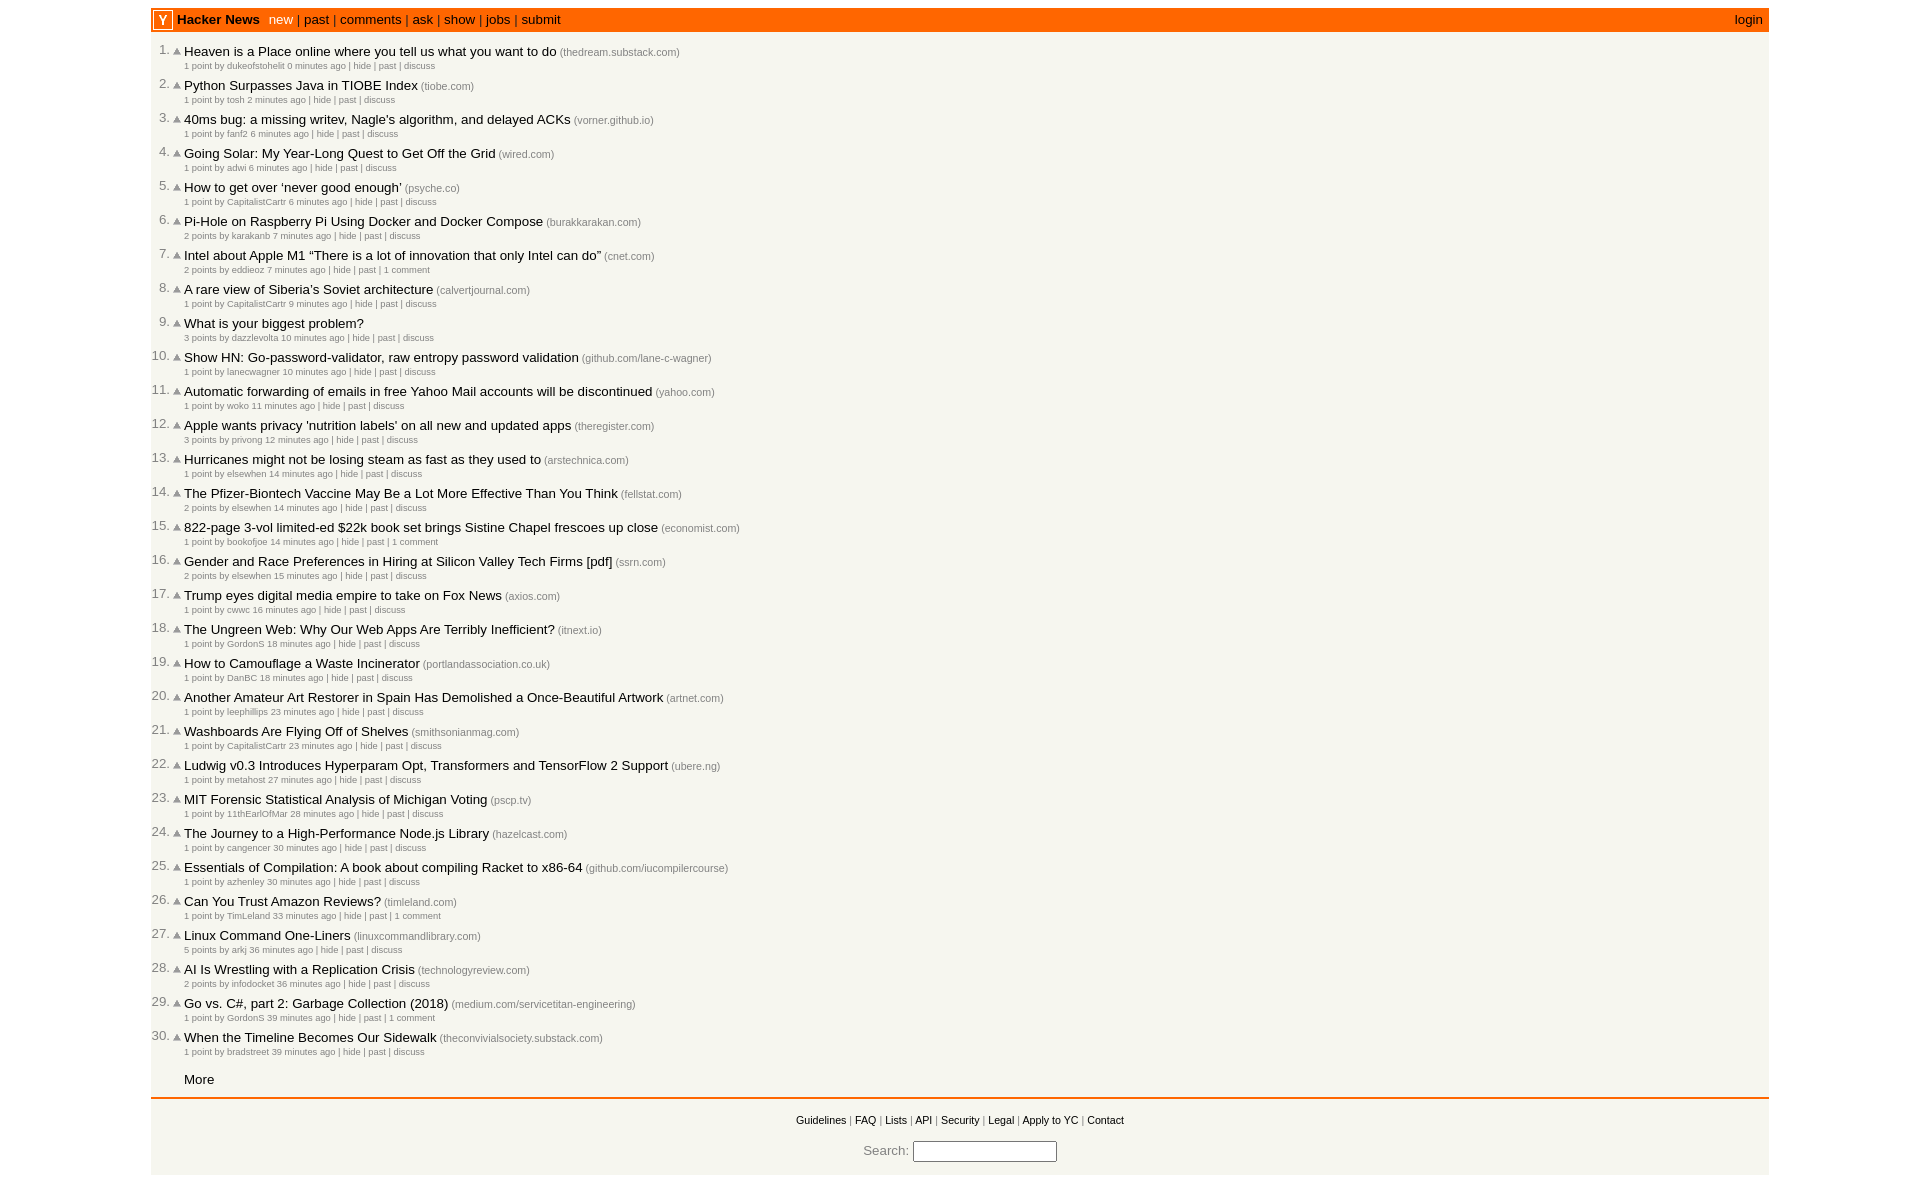 Y Hacker News new | past | comments | ask | show | jobs | submit login
1. Heaven is a Place online where you tell us what you want to do (thedream.substack.com)
1 point by dukeofstohelit 0 minutes ago | hide | past | discuss
2. Python Surpasses Java in TIOBE Index (tiobe.com)
1 point by tosh 2 minutes ago | hide | past | discuss
3. 40ms bug: a missing writev, Nagle's algorithm, and delayed ACKs (vorner.github.io)
1 point by fanf2 6 minutes ago | hide | past | discuss
4. Going Solar: My Year-Long Quest to Get Off the Grid (wired.com)
1 point by adwi 6 minutes ago | hide | past | discuss
5. How to get over ‘never good enough’ (psyche.co)
1 point by CapitalistCartr 6 minutes ago | hide | past | discuss
6. Pi-Hole on Raspberry Pi Using Docker and Docker Compose (burakkarakan.com)
2 points by karakanb 7 minutes ago | hide | past | discuss
7. Intel about Apple M1 “There is a lot of innovation that only Intel can do” (cnet.com)
2 points by eddieoz 7 minutes ago | hide | past | 1 comment
8. A rare view of Siberia’s Soviet architecture (calvertjournal.com)
1 point by CapitalistCartr 9 minutes ago | hide | past | discuss
9. What is your biggest problem?
3 points by dazzlevolta 10 minutes ago | hide | past | discuss
10. Show HN: Go-password-validator, raw entropy password validation (github.com/lane-c-wagner)
1 point by lanecwagner 10 minutes ago | hide | past | discuss
11. Automatic forwarding of emails in free Yahoo Mail accounts will be discontinued (yahoo.com)
1 point by woko 11 minutes ago | hide | past | discuss
12. Apple wants privacy 'nutrition labels' on all new and updated apps (theregister.com)
3 points by privong 12 minutes ago | hide | past | discuss
13. Hurricanes might not be losing steam as fast as they used to (arstechnica.com)
1 point by elsewhen 14 minutes ago | hide | past | discuss
14. The Pfizer-Biontech Vaccine May Be a Lot More Effective Than You Think (fellstat.com)
2 points by elsewhen 14 minutes ago | hide | past | discuss
15. 822-page 3-vol limited-ed $22k book set brings Sistine Chapel frescoes up close (economist.com)
1 point by bookofjoe 14 minutes ago | hide | past | 1 comment
16. Gender and Race Preferences in Hiring at Silicon Valley Tech Firms [pdf] (ssrn.com)
2 points by elsewhen 15 minutes ago | hide | past | discuss
17. Trump eyes digital media empire to take on Fox News (axios.com)
1 point by cwwc 16 minutes ago | hide | past | discuss
18. The Ungreen Web: Why Our Web Apps Are Terribly Inefficient? (itnext.io)
1 point by GordonS 18 minutes ago | hide | past | discuss
19. How to Camouflage a Waste Incinerator (portlandassociation.co.uk)
1 point by DanBC 18 minutes ago | hide | past | discuss
20. Another Amateur Art Restorer in Spain Has Demolished a Once-Beautiful Artwork (artnet.com)
1 point by leephillips 23 minutes ago | hide | past | discuss
21. Washboards Are Flying Off of Shelves (smithsonianmag.com)
1 point by CapitalistCartr 23 minutes ago | hide | past | discuss
22. Ludwig v0.3 Introduces Hyperparam Opt, Transformers and TensorFlow 2 Support (ubere.ng)
1 point by metahost 27 minutes ago | hide | past | discuss
23. MIT Forensic Statistical Analysis of Michigan Voting (pscp.tv)
1 point by 11thEarlOfMar 28 minutes ago | hide | past | discuss
24. The Journey to a High-Performance Node.js Library (hazelcast.com)
1 point by cangencer 30 minutes ago | hide | past | discuss
25. Essentials of Compilation: A book about compiling Racket to x86-64 (github.com/iucompilercourse)
1 point by azhenley 30 minutes ago | hide | past | discuss
26. Can You Trust Amazon Reviews? (timleland.com)
1 point by TimLeland 33 minutes ago | hide | past | 1 comment
27. Linux Command One-Liners (linuxcommandlibrary.com)
5 points by arkj 36 minutes ago | hide | past | discuss
28. AI Is Wrestling with a Replication Crisis (technologyreview.com)
2 points by infodocket 36 minutes ago | hide | past | discuss
29. Go vs. C#, part 2: Garbage Collection (2018) (medium.com/servicetitan-engineering)
1 point by GordonS 39 minutes ago | hide | past | 1 comment
30. When the Timeline Becomes Our Sidewalk (theconvivialsociety.substack.com)
1 point by bradstreet 39 minutes ago | hide | past | discuss
More
Guidelines | FAQ | Lists | API | Security | Legal | Apply to YC | Contact
Search: